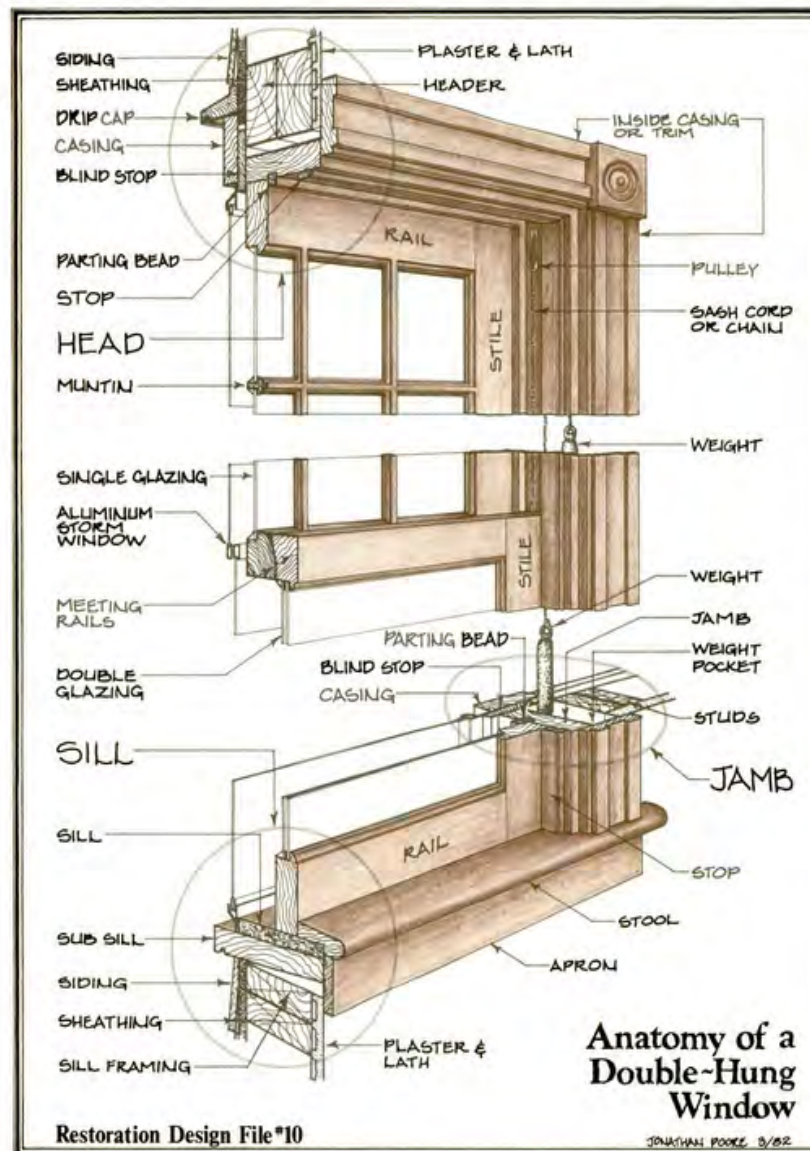 SIDING
SHEATHING
DRIP CAP
CASING
BLIND STOP
PLASTER & LATH
HEADER
INSIDE CASING
OR TRIM
RAIL
PARTING BEAD
STOP
HEAD
MUNTIN
STILE
PULLEY
SASH CORD
OR CHAIN
WEIGHT
SINGLE GLAZING
ALUMINUM
STORM
WINDOW
MEETING
RAILS
DOUBLE
GLAZING
STILE
WEIGHT
JAMB
PARTING BEAD
BLIND STOP
CASING
WEIGHT
POCKET
STUDS
JAMB
SILL
SILL
RAIL
STOP
STOOL
APRON
SUB SILL
SIDING
SHEATHING
SILL FRAMING
PLASTER &
LATH
Anatomy of a
Double-Hung
Window
Restoration Design File #10
JONATHAN POORE 3/82